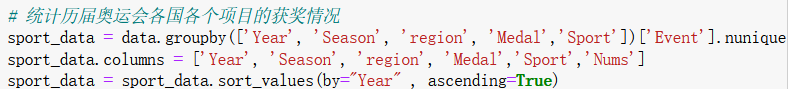 # 统计历届奥运会各国各个项目的获奖情况
sport_data = data.groupby(['Year', 'Season', 'region', 'Medal','Sport'])['Event'].nunique
sport_data.columns = ['Year', 'Season', 'region', 'Medal','Sport','Nums']
sport_data = sport_data.sort_values(by="Year" , ascending=True)